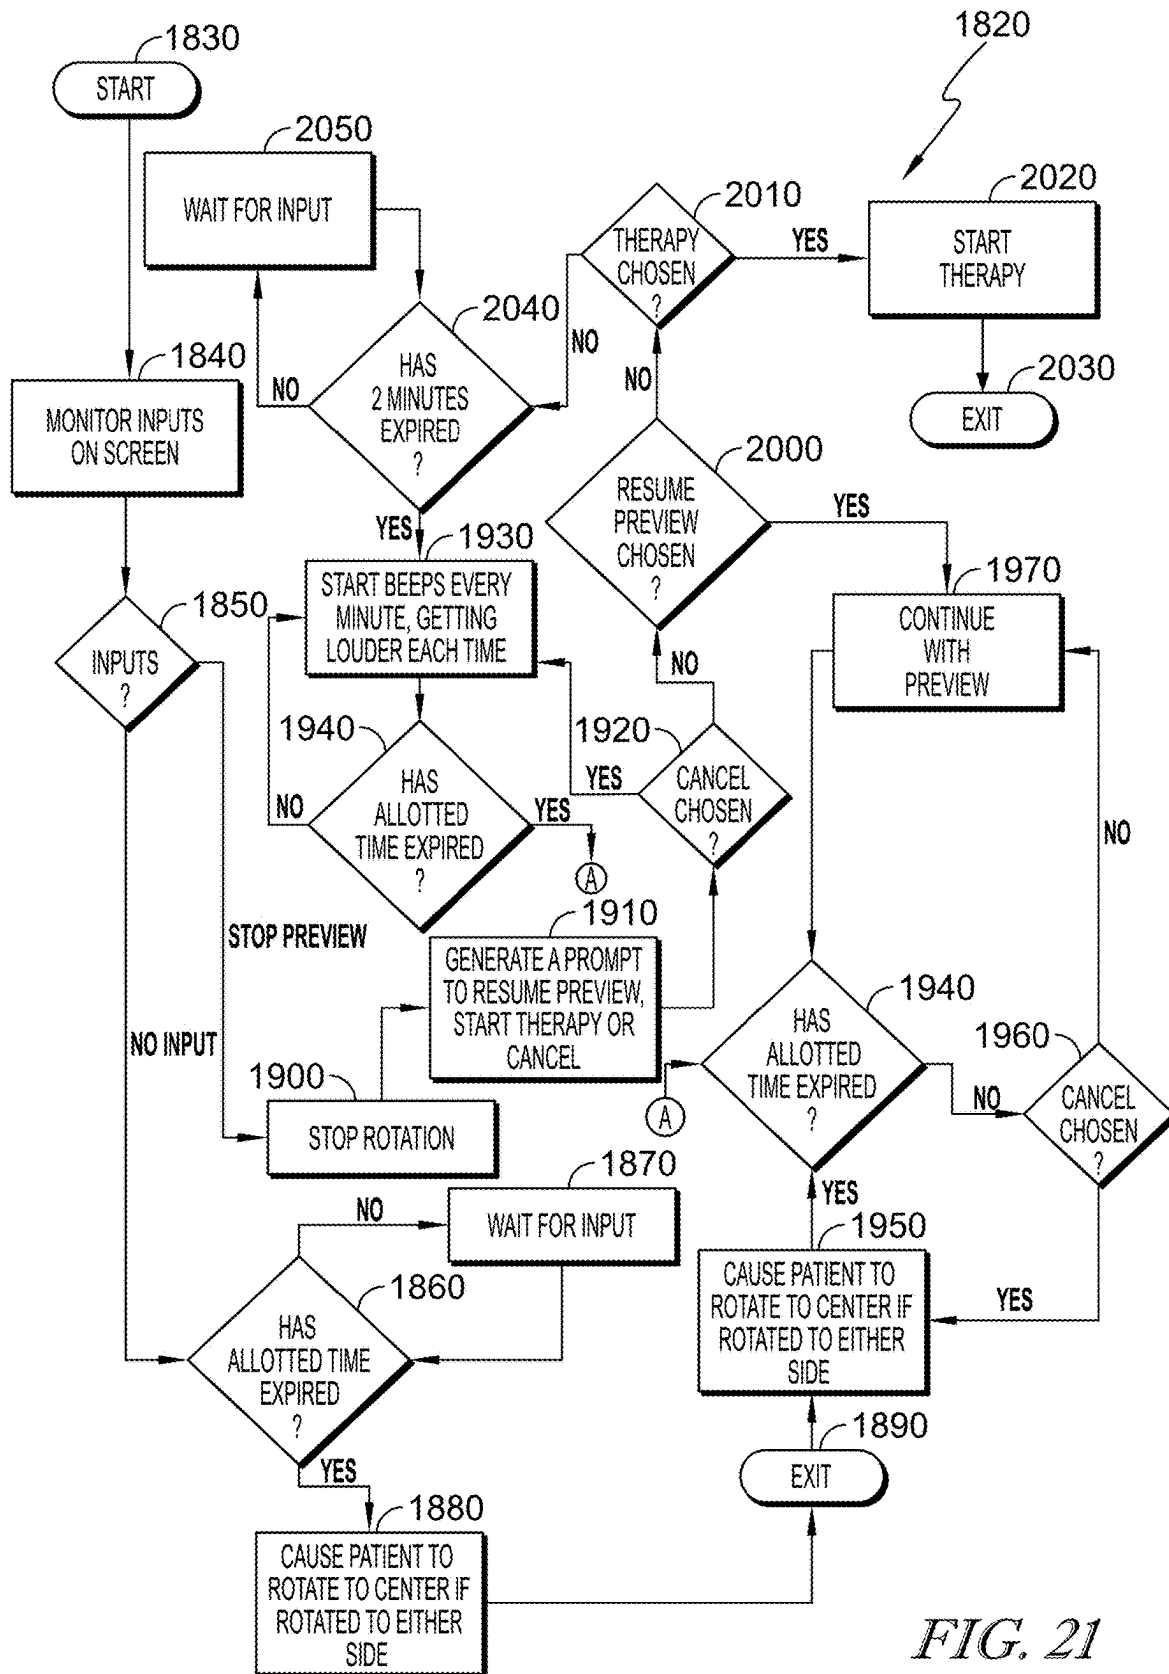 1830
START
1820
2050
WAIT FOR INPUT
2010
THERAPY
CHOSEN
?
YES
2020
START
THERAPY
NO
2040
HAS
2 MINUTES
EXPIRED
?
NO
NO
2030
EXIT
1840
MONITOR INPUTS
ON SCREEN
2000
RESUME
PREVIEW
CHOSEN
?
YES
YES
1930
START BEEPS EVERY
MINUTE, GETTING
LOUDER EACH TIME
1970
CONTINUE
WITH
PREVIEW
1850
INPUTS
?
NO
1940
HAS
ALLOTTED
TIME EXPIRED
?
NO
YES
A
1920
CANCEL
CHOSEN
?
YES
NO
STOP PREVIEW
1910
GENERATE A PROMPT
TO RESUME PREVIEW,
START THERAPY OR
CANCEL
1940
HAS
ALLOTTED
TIME EXPIRED
?
A
NO
1960
CANCEL
CHOSEN
?
NO INPUT
1900
STOP ROTATION
1870
WAIT FOR INPUT
NO
YES
1860
HAS
ALLOTTED TIME
EXPIRED
?
1950
CAUSE PATIENT TO
ROTATE TO CENTER IF
ROTATED TO EITHER
SIDE
YES
1890
EXIT
YES
1880
CAUSE PATIENT TO
ROTATE TO CENTER IF
ROTATED TO EITHER
SIDE
FIG. 21